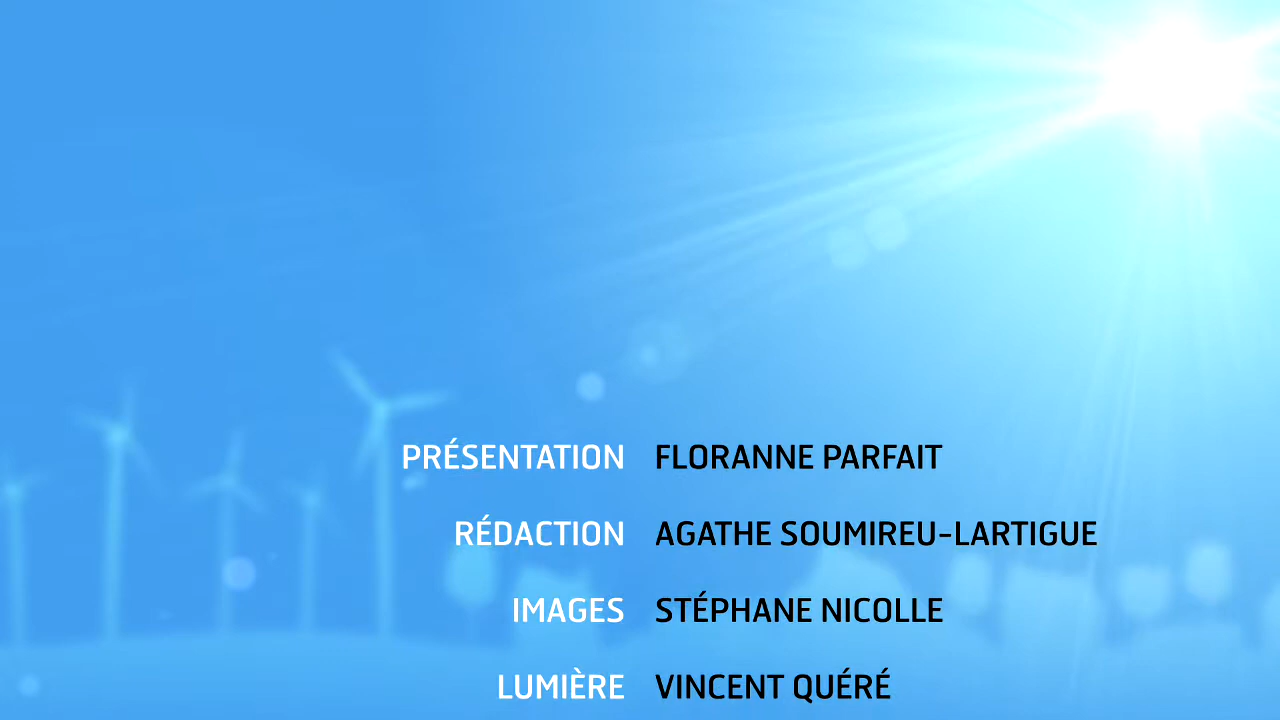 PRÉSENTATION FLORANNE PARFAIT
RÉDACTION AGATHE SOUMIREU-LARTIGUE
IMAGES STÉPHANE NICOLLE
LUMIÈRE VINCENT QUÉRÉ